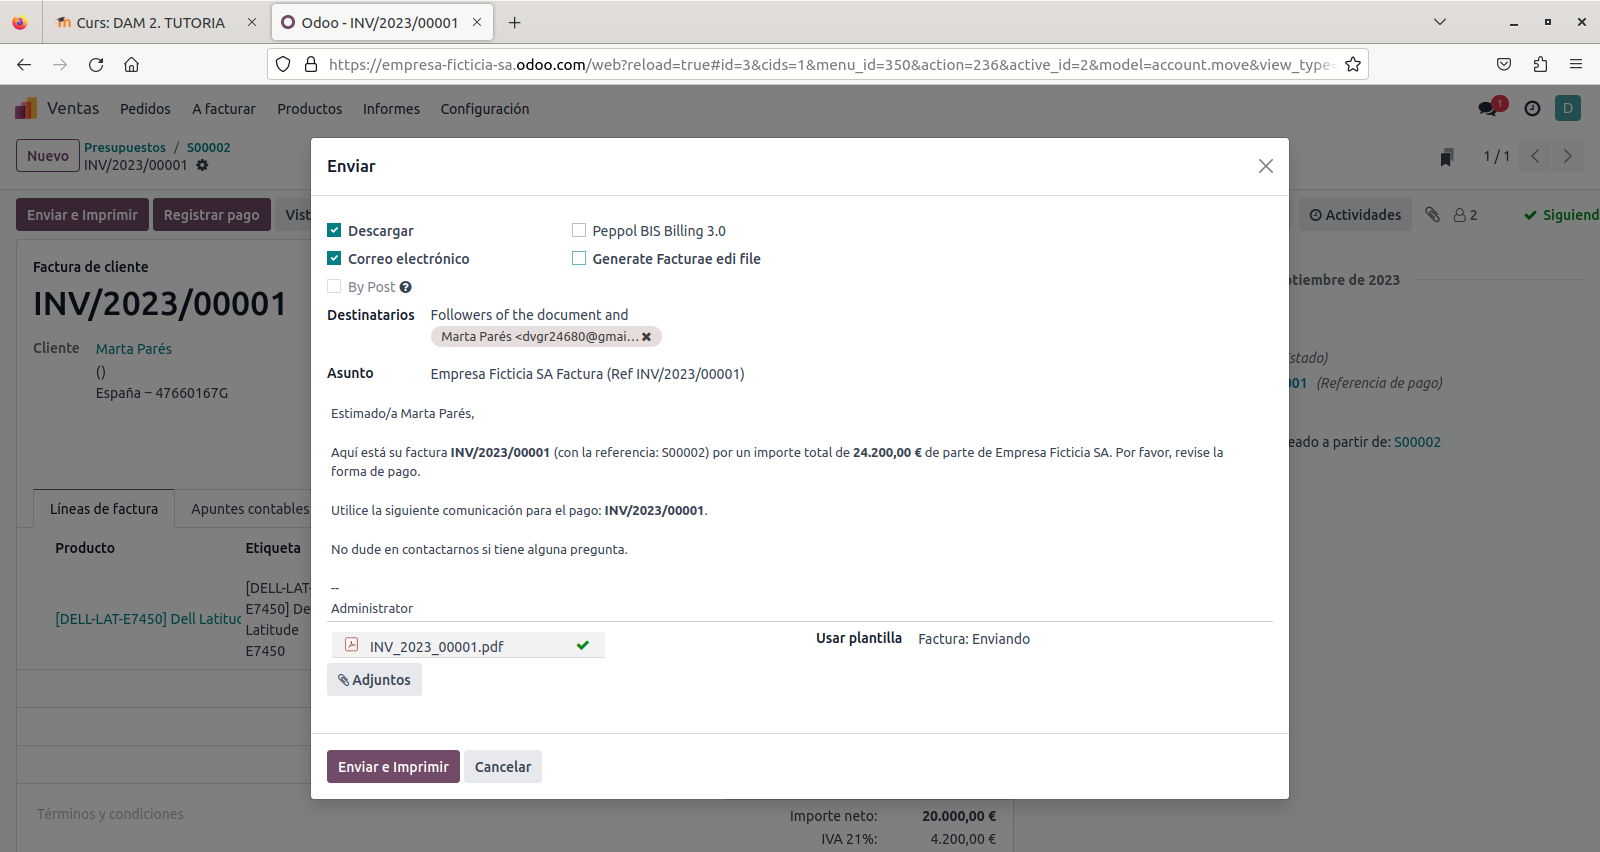 Curs: DAM 2. TUTORIA
Odoo - INV/2023/00001
https://empresa-ficticia-sa.odoo.com/web?reload=true#id=3&cids=1&menu_id=350&action=236&active_id=2&model=account.move&view_type=
Ventas Pedidos A facturar Productos Informes Configuración 1 D
Nuevo
Presupuestos / S00002
INV/2023/00001
1 / 1
Enviar e Imprimir Registrar pago Vist
Actividades 2 Siguiend
Factura de cliente
INV/2023/00001
Cliente Marta Parés
()
España – 47660167G
Líneas de factura Apuntes contables
Producto Etiqueta
[DELL-LAT-E7450] Dell Latitud
[DELL-LAT-
E7450] De
Latitude
E7450
Términos y condiciones
Enviar
Descargar
Peppol BIS Billing 3.0
Correo electrónico
Generate Facturae edi file
By Post ?
Destinatarios Followers of the document and
Marta Parés <dvgr24680@gmai...
Asunto Empresa Ficticia SA Factura (Ref INV/2023/00001)
Estimado/a Marta Parés,
Aquí está su factura INV/2023/00001 (con la referencia: S00002) por un importe total de 24.200,00 € de parte de Empresa Ficticia SA. Por favor, revise la
forma de pago.
Utilice la siguiente comunicación para el pago: INV/2023/00001.
No dude en contactarnos si tiene alguna pregunta.
--
Administrator
INV_2023_00001.pdf
Usar plantilla Factura: Enviando
Adjuntos
Enviar e Imprimir Cancelar
ptiembre de 2023
stado)
001 (Referencia de pago)
eado a partir de: S00002
Importe neto: 20.000,00 €
IVA 21%: 4.200,00 €